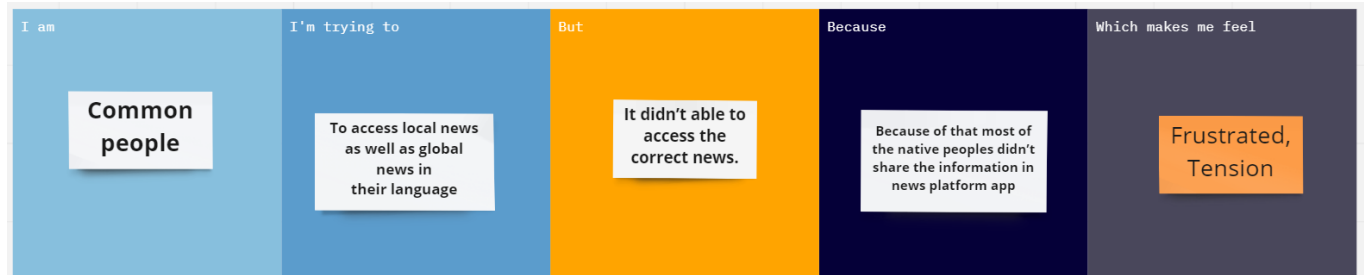 I am
Common
people
I'm trying to
To access local news
as well as global
news in
their language
But
It didn't able to
access the
correct news.
Because
Because of that most of
the native peoples didn't
share the information in
news platform app
Which makes me feel
Frustrated,
Tension